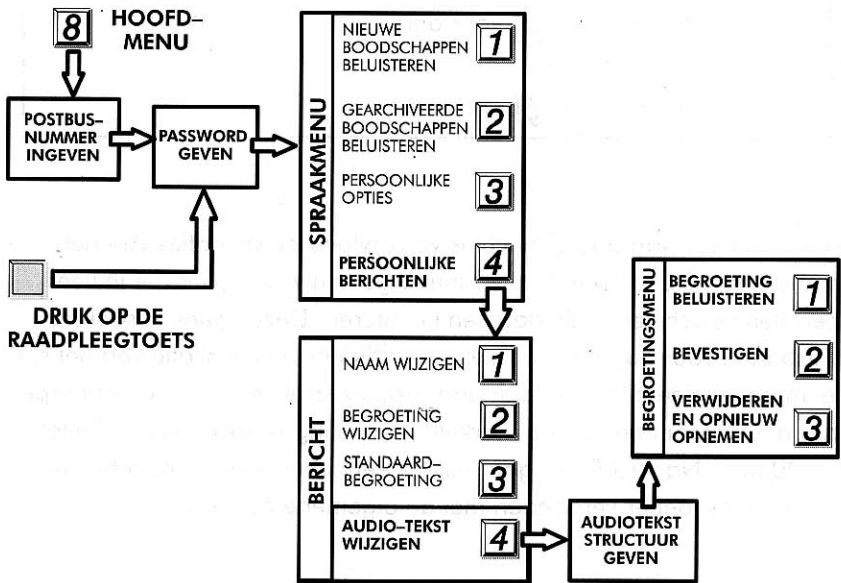 8 HOOFD–
MENU
POSTBUS–
NUMMER
INGEVEN
PASSWORD
GEVEN
DRUK OP DE
RAADPLEEGTOETS
SPRAAKMENU
NIEUWE
BOODSCHAPPEN
BELUISTEREN
1
GEARCHIVEERDE
BOODSCHAPPEN
BELUISTEREN
2
PERSOONLIJKE
OPTIES
3
PERSOONLIJKE
BERICHTEN
4
BERICHT
NAAM WIJZIGEN 1
BEGROETING
WIJZIGEN
2
STANDAARD–
BEGROETING
3
AUDIO–TEKST
WIJZIGEN
4
AUDIOTEKST
STRUCTUUR
GEVEN
BEGROETINGSMENU
BEGROETING
BELUISTEREN
1
BEVESTIGEN 2
VERWIJDEREN
EN OPNIEUW
OPNEMEN
3